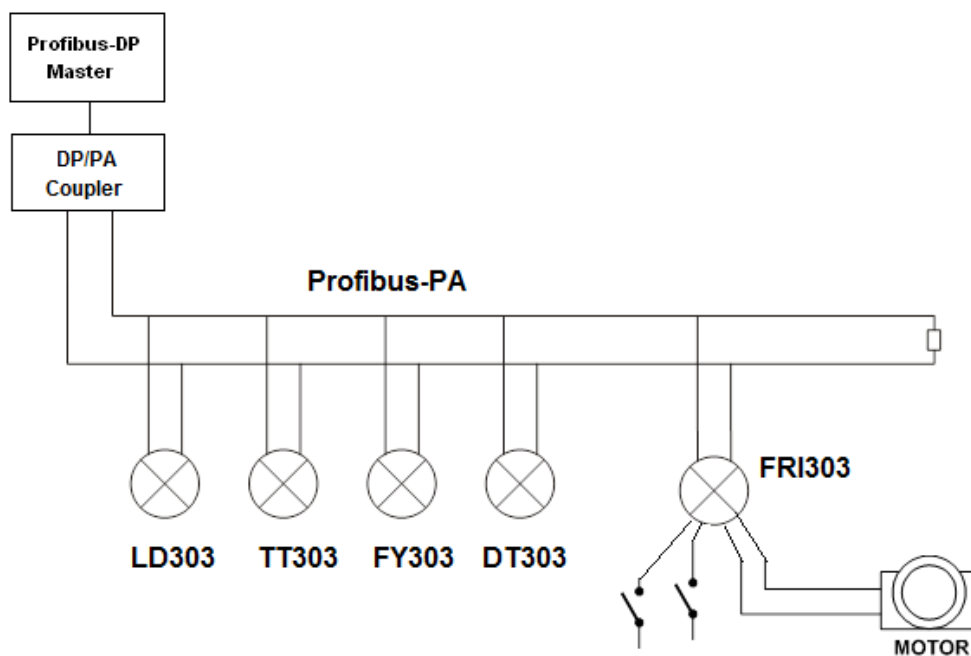 Profibus-DP
Master
DP/PA
Coupler
Profibus-PA
FRI303
LD303
TT303
FY303
DT303
MOTOR